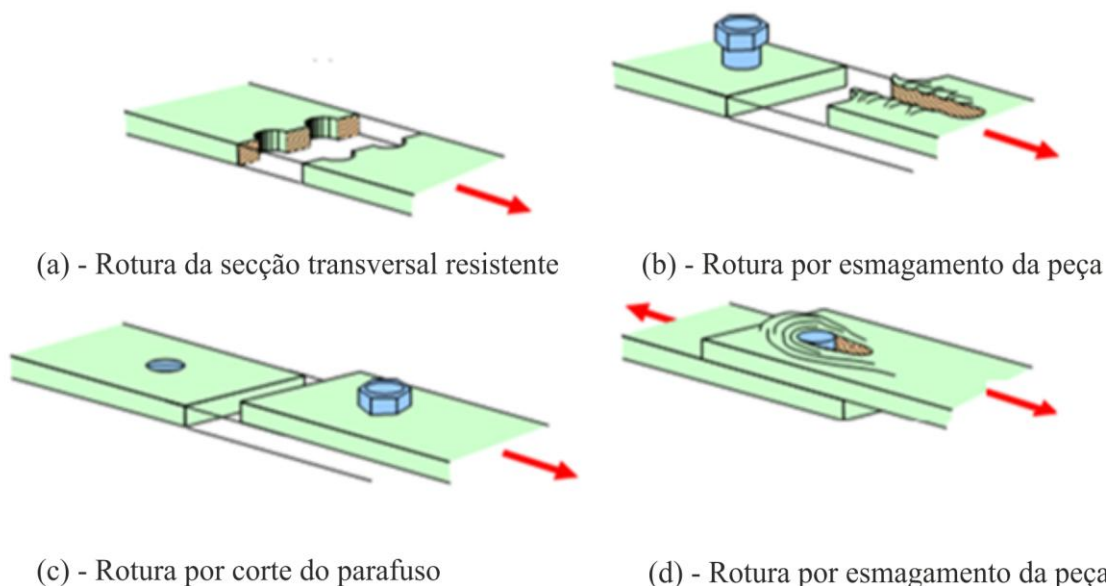 (a) - Rotura da secção transversal resistente
(b) - Rotura por esmagamento da peça
(c) - Rotura por corte do parafuso
(d) - Rotura por esmagamento da peça